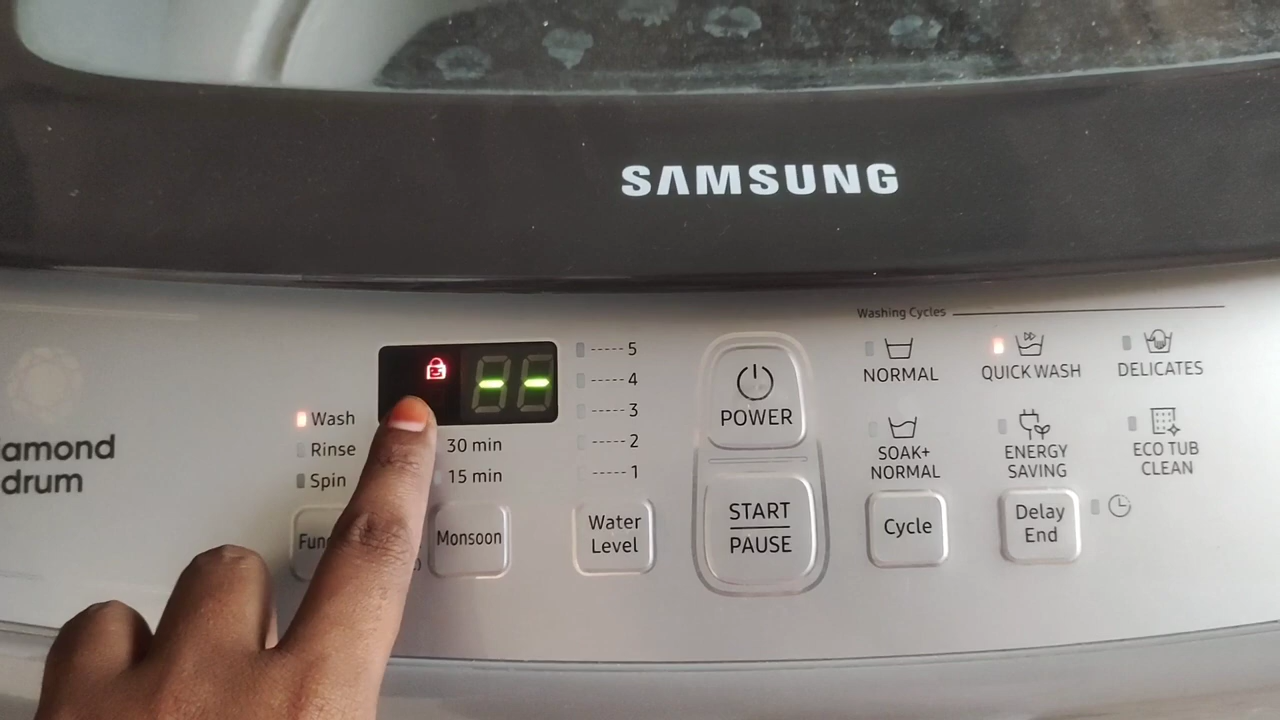 SAMSUNG
Washing Cycles
5
4
3
2
1
--
Wash
Rinse
Spin
30 min
15 min
POWER
START
PAUSE
NORMAL
QUICK WASH
DELICATES
SOAK+
NORMAL
ENERGY
SAVING
ECO TUB
CLEAN
amond
drum
Monsoon
Water
Level
Cycle
Delay
End